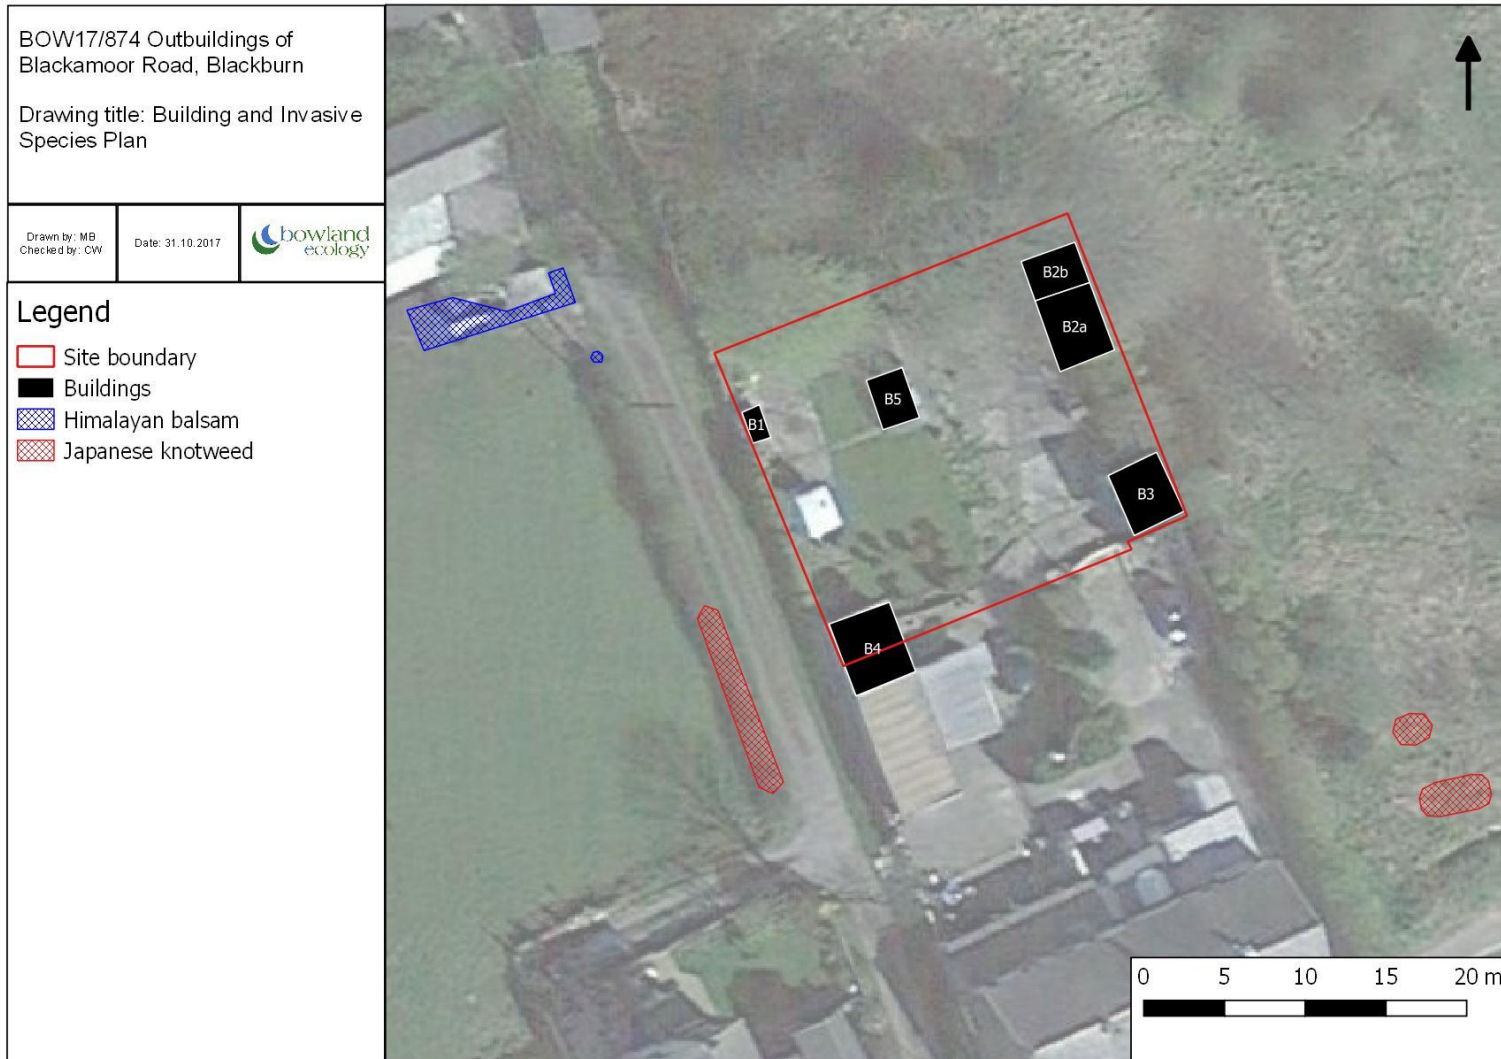 BOW17/874 Outbuildings of
Blackamoor Road, Blackburn
Drawing title: Building and Invasive
Species Plan
Drawn by: MB
Checked by: CW
Date: 31.10.2017
bowland
ecology
Legend
Site boundary
Buildings
Himalayan balsam
Japanese knotweed
B2b
B2a
B5
B1
B3
B4
0 5 10 15 20 m